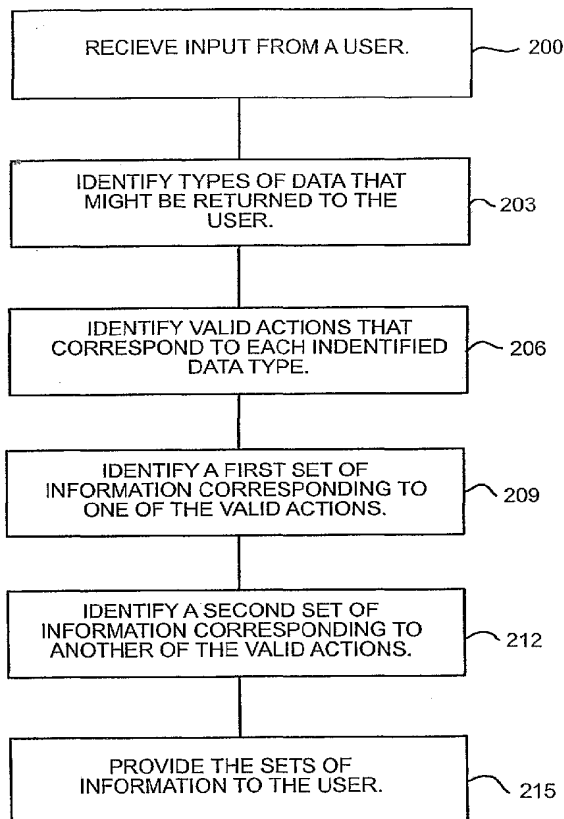 RECIEVE INPUT FROM A USER.
200
IDENTIFY TYPES OF DATA THAT
MIGHT BE RETURNED TO THE
USER.
203
IDENTIFY VALID ACTIONS THAT
CORRESPOND TO EACH INDENTIFIED
DATA TYPE.
206
IDENTIFY A FIRST SET OF
INFORMATION CORRESPONDING TO
ONE OF THE VALID ACTIONS.
209
IDENTIFY A SECOND SET OF
INFORMATION CORRESPONDING TO
ANOTHER OF THE VALID ACTIONS.
212
PROVIDE THE SETS OF
INFORMATION TO THE USER.
215